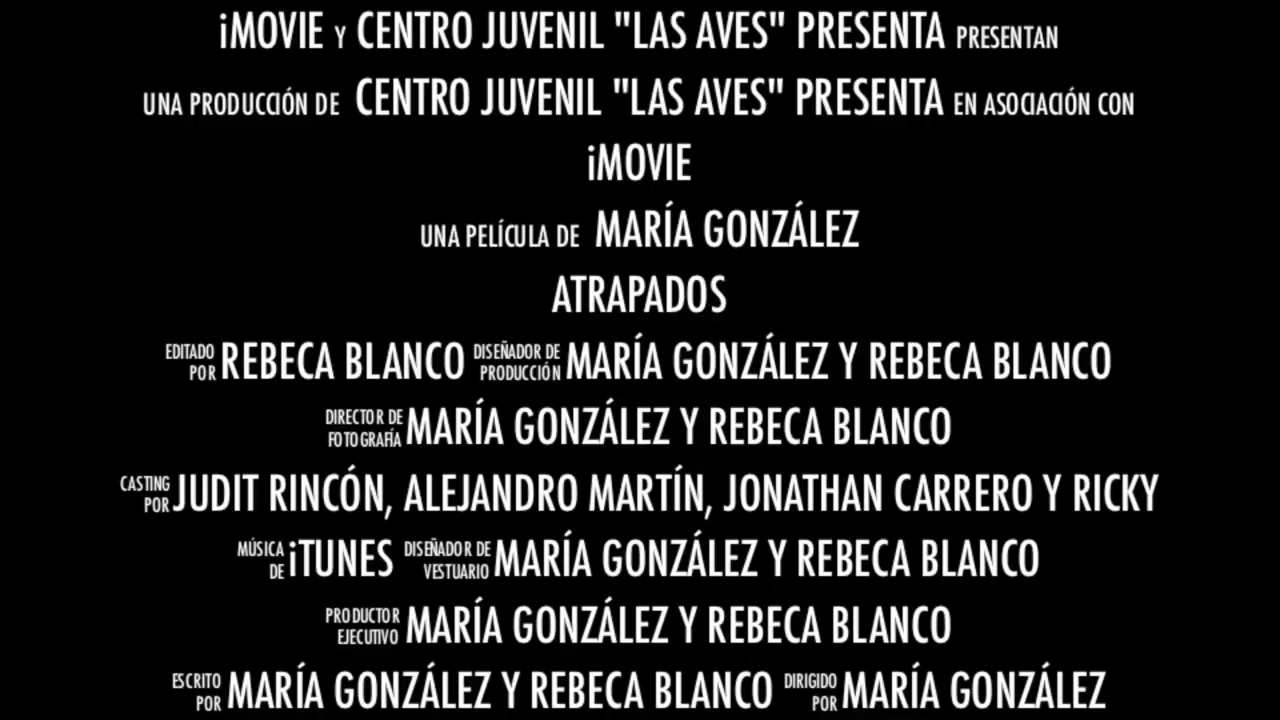 iMOVIE Y CENTRO JUVENIL "LAS AVES" PRESENTA PRESENTAN
UNA PRODUCCIÓN DE CENTRO JUVENIL "LAS AVES" PRESENTA EN ASOCIACIÓN CON
iMOVIE
UNA PELÍCULA DE MARÍA GONZÁLEZ
ATRAPADOS
EDITADO POR REBECA BLANCO DISEÑADOR DE PRODUCCIÓN MARÍA GONZÁLEZ Y REBECA BLANCO
DIRECTOR DE FOTOGRAFÍA MARÍA GONZÁLEZ Y REBECA BLANCO
CASTING POR JUDIT RINCÓN, ALEJANDRO MARTÍN, JONATHAN CARRERO Y RICKY
MÚSICA DE iTUNES DISEÑADOR DE VESTUARIO MARÍA GONZÁLEZ Y REBECA BLANCO
PRODUCTOR EJECUTIVO MARÍA GONZÁLEZ Y REBECA BLANCO
ESCRITO POR MARÍA GONZÁLEZ Y REBECA BLANCO DIRIGIDO POR MARÍA GONZÁLEZ